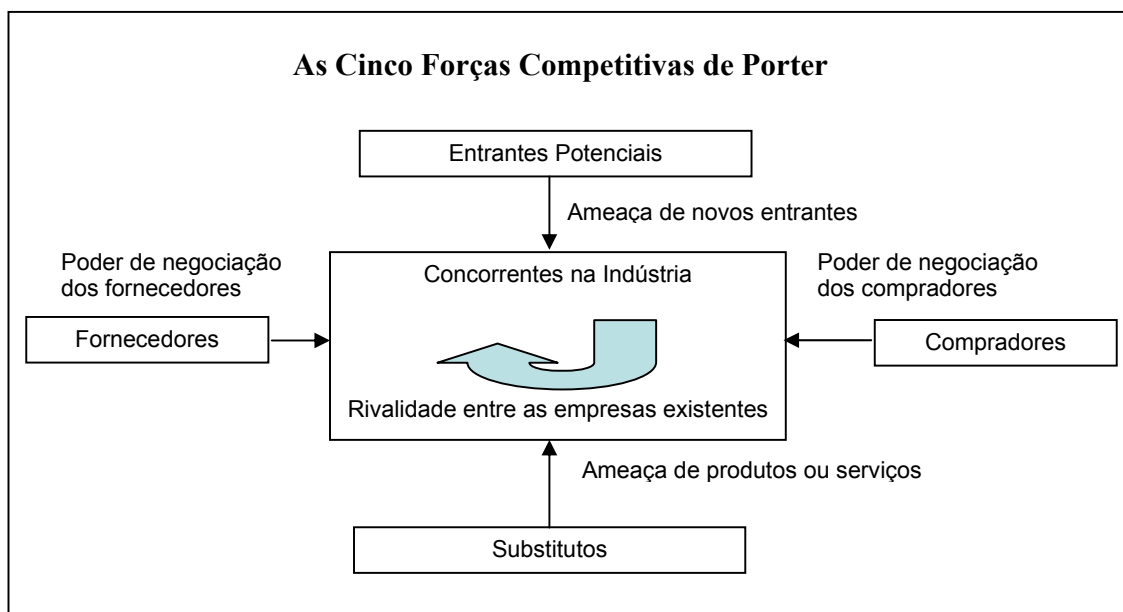 As Cinco Forças Competitivas de Porter
Entrantes Potenciais
Ameaça de novos entrantes
Poder de negociação
dos fornecedores
Fornecedores
Concorrentes na Indústria
Rivalidade entre as empresas existentes
Poder de negociação
dos compradores
Compradores
Ameaça de produtos ou serviços
Substitutos